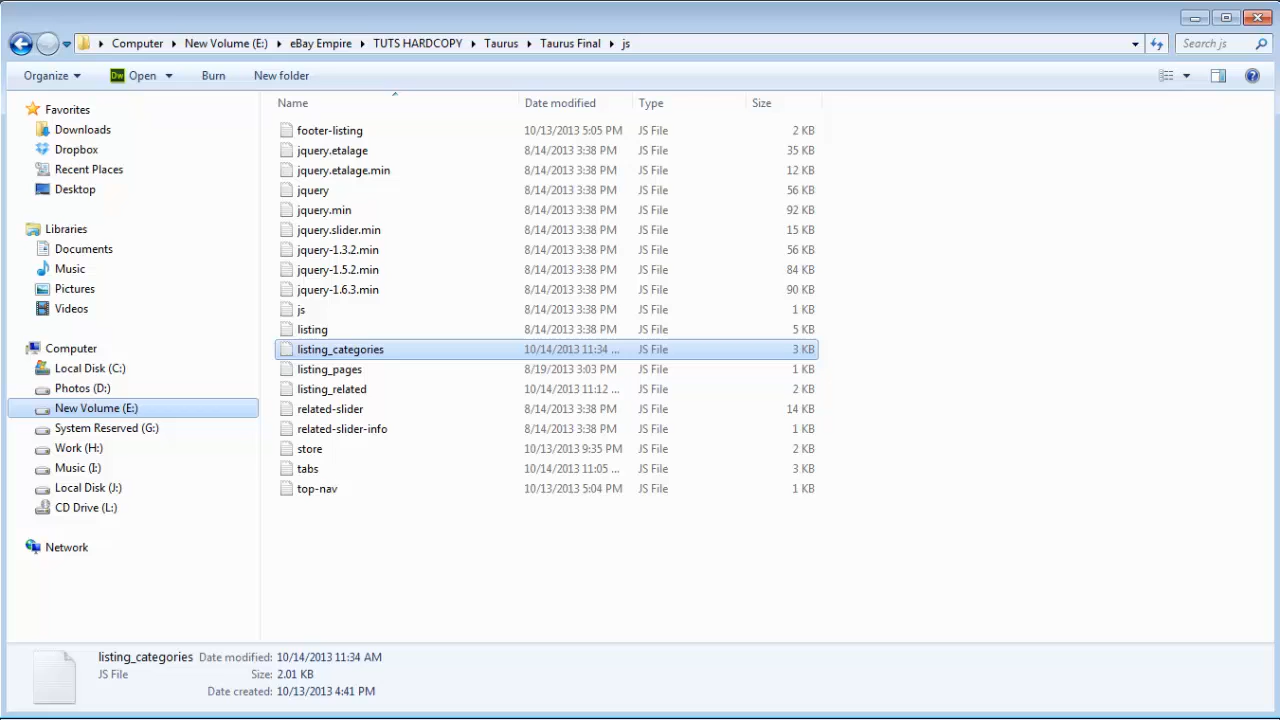 Computer New Volume (E:) eBay Empire TUTS HARDCOPY Taurus Taurus Final js Search js
Organize Dw Open Burn New folder
Favorites
Downloads
Dropbox
Recent Places
Desktop
Libraries
Documents
Music
Pictures
Videos
Computer
Local Disk (C:)
Photos (D:)
New Volume (E:)
System Reserved (G:)
Work (H:)
Music (I:)
Local Disk (J:)
CD Drive (L:)
Network
Name Date modified Type Size
footer-listing 10/13/2013 5:05 PM JS File 2 KB
jquery.etalage 8/14/2013 3:38 PM JS File 35 KB
jquery.etalage.min 8/14/2013 3:38 PM JS File 12 KB
jquery 8/14/2013 3:38 PM JS File 56 KB
jquery.min 8/14/2013 3:38 PM JS File 92 KB
jquery.slider.min 8/14/2013 3:38 PM JS File 15 KB
jquery-1.3.2.min 8/14/2013 3:38 PM JS File 56 KB
jquery-1.5.2.min 8/14/2013 3:38 PM JS File 84 KB
jquery-1.6.3.min 8/14/2013 3:38 PM JS File 90 KB
js 8/14/2013 3:38 PM JS File 1 KB
listing 8/14/2013 3:38 PM JS File 5 KB
listing_categories 10/14/2013 11:34 ... JS File 3 KB
listing_pages 8/19/2013 3:03 PM JS File 1 KB
listing_related 10/14/2013 11:12 ... JS File 2 KB
related-slider 8/14/2013 3:38 PM JS File 14 KB
related-slider-info 8/14/2013 3:38 PM JS File 1 KB
store 10/13/2013 9:35 PM JS File 2 KB
tabs 10/14/2013 11:05 ... JS File 3 KB
top-nav 10/13/2013 5:04 PM JS File 1 KB
listing_categories Date modified: 10/14/2013 11:34 AM
JS File Size: 2.01 KB
Date created: 10/13/2013 4:41 PM